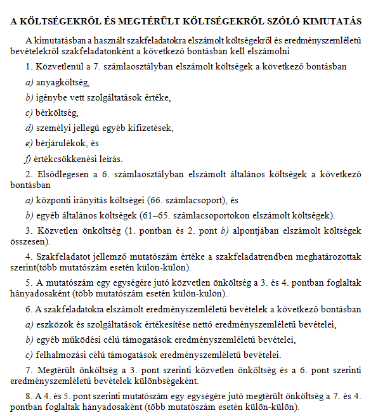 A KÖLTSÉGEKRŐL ÉS MEGTÉRÜLT KÖLTSÉGEKRŐL SZÓLÓ KIMUTATÁS
A kimutatásban a használt szakfeladatokra elszámolt költségekről és eredményszemléletű
bevételekről szakfeladatonként a következő bontásban kell elszámolni
1. Közvetlenül a 7. számlaosztályban elszámolt költségek a következő bontásban
a) anyagköltség,
b) igénybe vett szolgáltatások értéke,
c) bérköltség,
d) személyi jellegű egyéb kifizetések,
e) bérjárulékok, és
f) értékcsökkenési leírás.
2. Elsődlegesen a 6. számlaosztályban elszámolt általános költségek a következő
bontásban
a) központi irányítás költségei (66. számlacsoport), és
b) egyéb általános költségek (61–65. számlacsoportokon elszámolt költségek).
3. Közvetlen önköltség (1. pontban és 2. pont b) alpontjában elszámolt költségek
összesen).
4. Szakfeladatot jellemző mutatószám értéke a szakfeladatrendben meghatározottak
szerint(több mutatószám esetén külön-külön).
5. A mutatószám egy egységére jutó közvetlen önköltség a 3. és 4. pontban foglaltak
hányadosaként(több mutatószám esetén külön-külön).
6. A szakfeladatokra elszámolt eredményszemléletű bevételek a következő bontásban
a) eszközök és szolgáltatások értékesítése nettó eredményszemléletű bevételei,
b) egyéb működési célú támogatások eredményszemléletű bevételei,
c) felhalmozási célú támogatások eredményszemléletű bevételei.
7. Megtérült önköltség a 3. pont szerinti közvetlen önköltség és a 6. pont szerinti
eredményszemléletű bevételek különbségeként.
8. A 4. és 5. pont szerinti mutatószám egy egységére jutó megtérült önköltség a 7. és 4.
pontban foglaltak hányadosaként (több mutatószám esetén külön-külön).